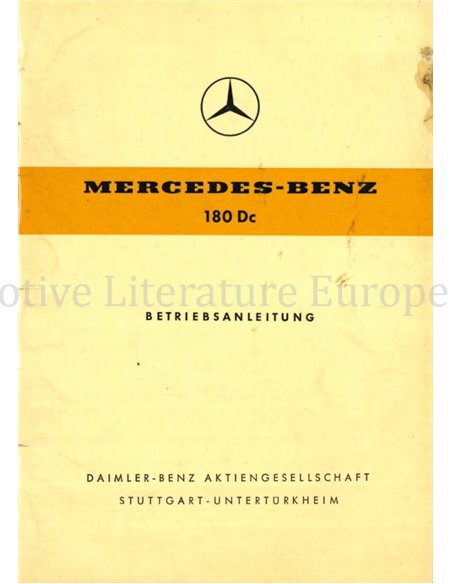 MERCEDES-BENZ
180 Dc
otive Literature Europe
BETRIEBSANLEITUNG
DAIMLER-BENZ AKTIENGESELLSCHAFT
STUTTGART-UNTERTÜRKHEIM